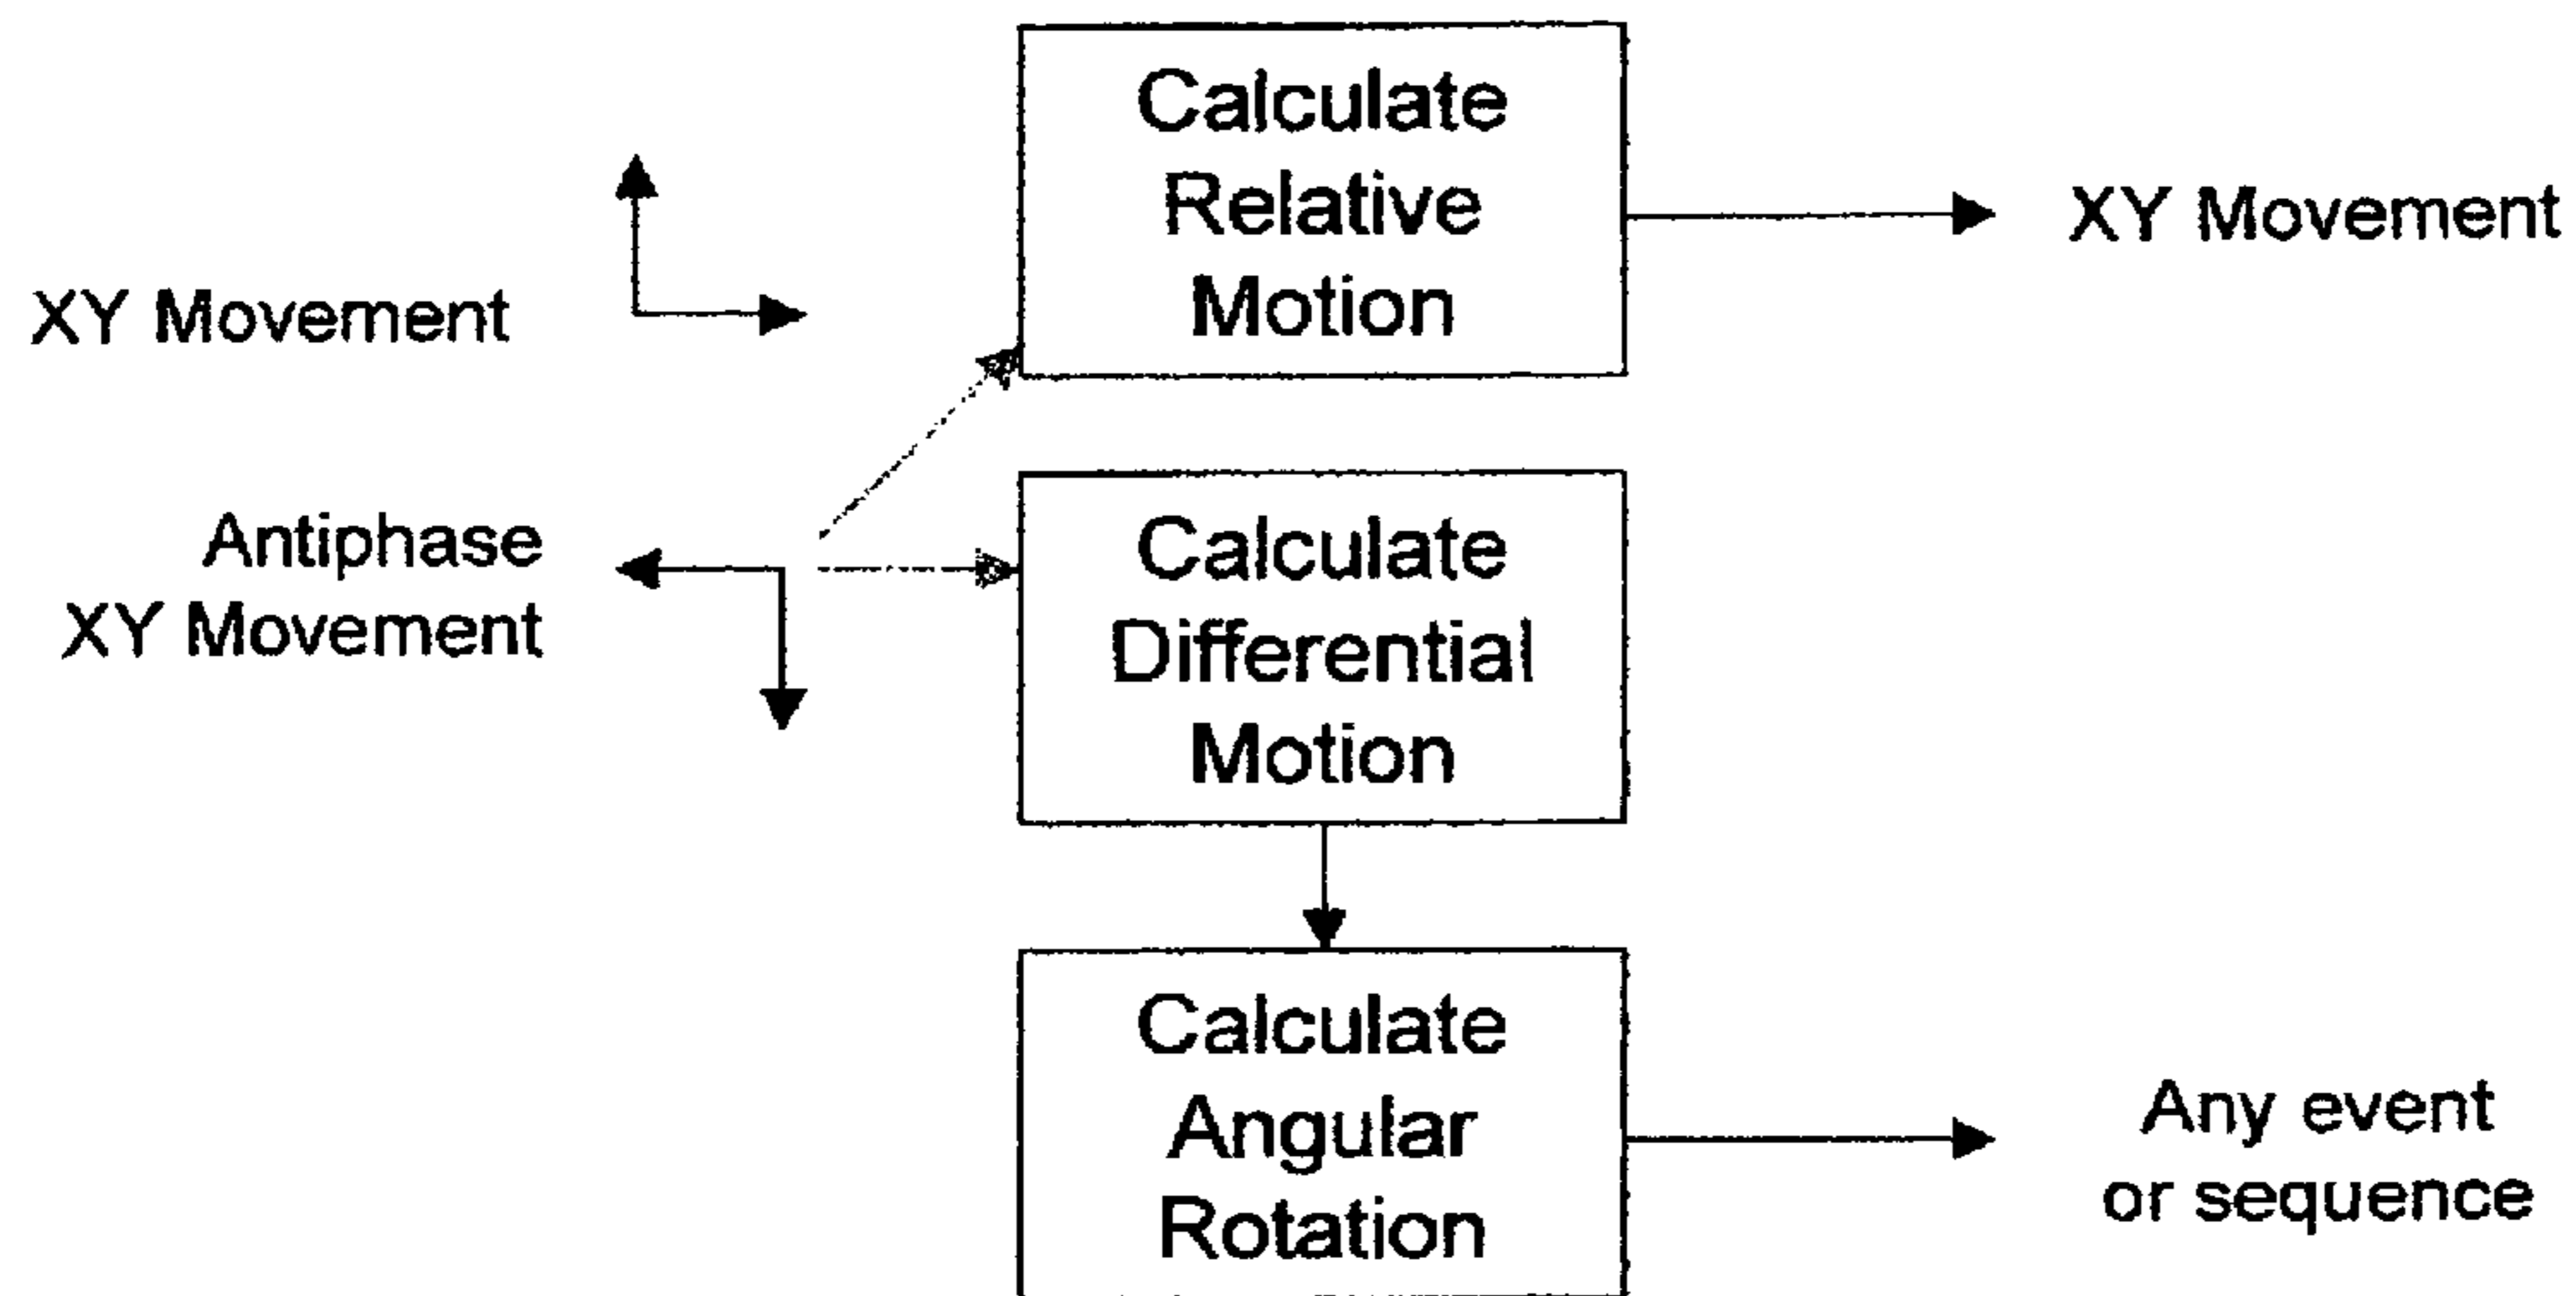 Calculate
Relative
Motion
XY Movement
XY Movement
Antiphase
XY Movement
Calculate
Differential
Motion
Calculate
Angular
Rotation
Any event
or sequence